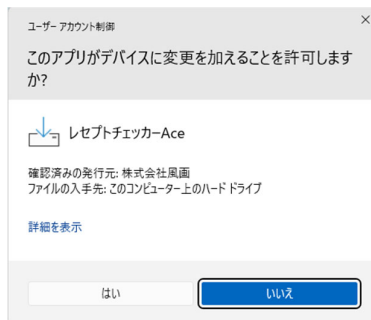 ユーザー アカウント制御
このアプリがデバイスに変更を加えることを許可します
か?
レセプトチェッカーAce
確認済みの発行元: 株式会社風画
ファイルの入手先: このコンピューター上のハード ドライブ
詳細を表示
はい
いいえ